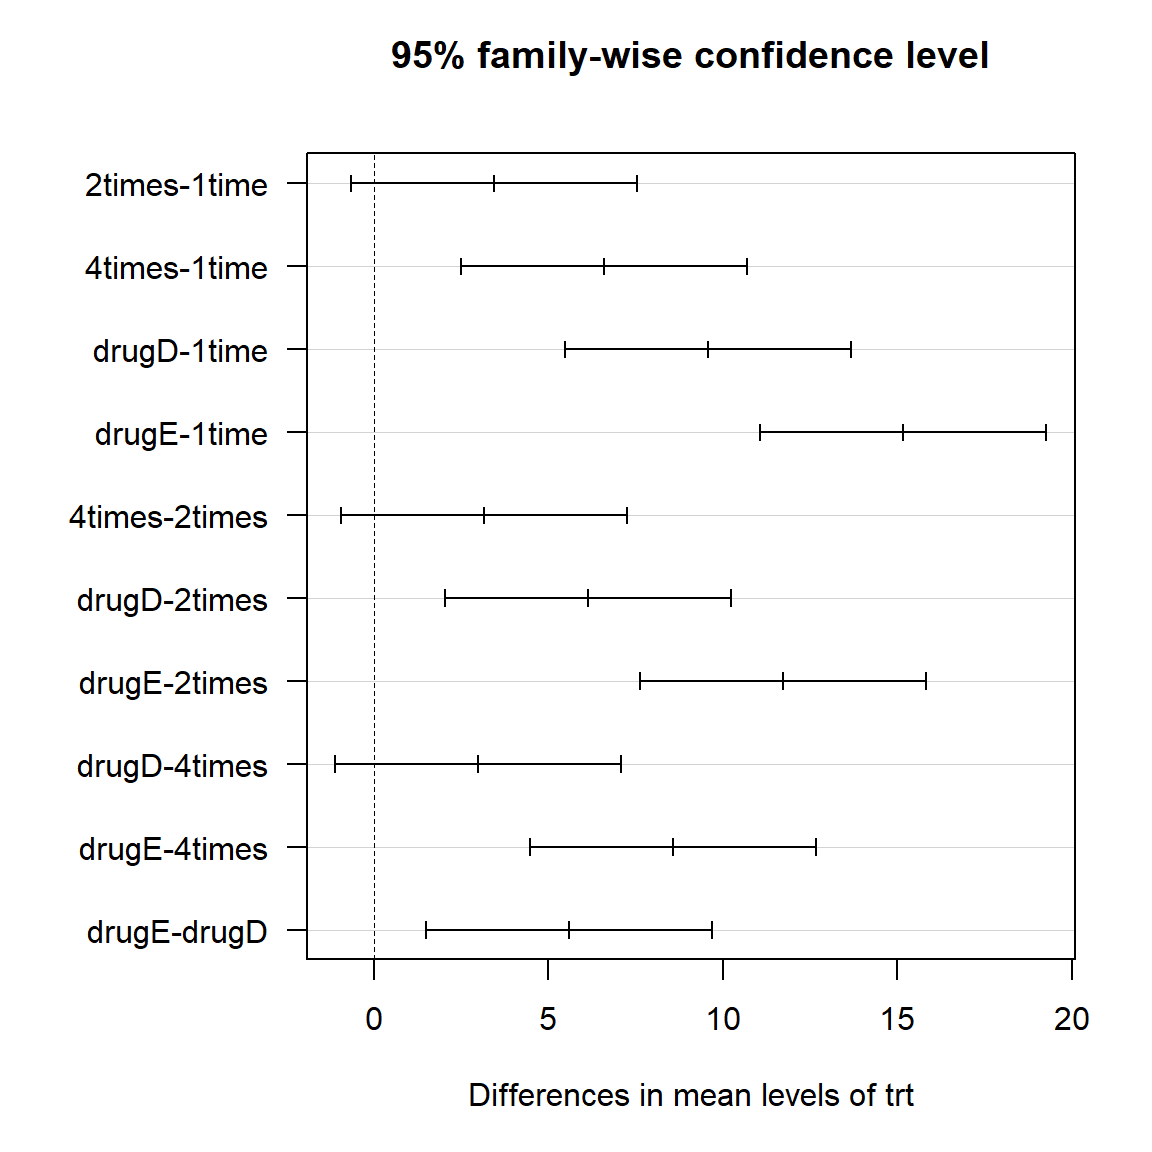 95% family-wise confidence level
2times-1time
4times-1time
drugD-1time
drugE-1time
4times-2times
drugD-2times
drugE-2times
drugD-4times
drugE-4times
drugE-drugD
0 5 10 15 20
Differences in mean levels of trt